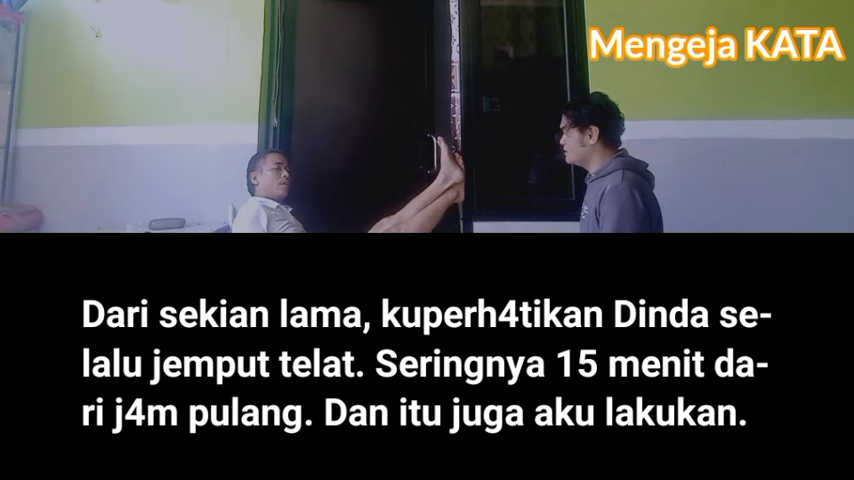 Mengeja KATA
Dari sekian lama, kuperh4tikan Dinda se-
lalu jemput telat. Seringnya 15 menit da-
ri j4m pulang. Dan itu juga aku lakukan.